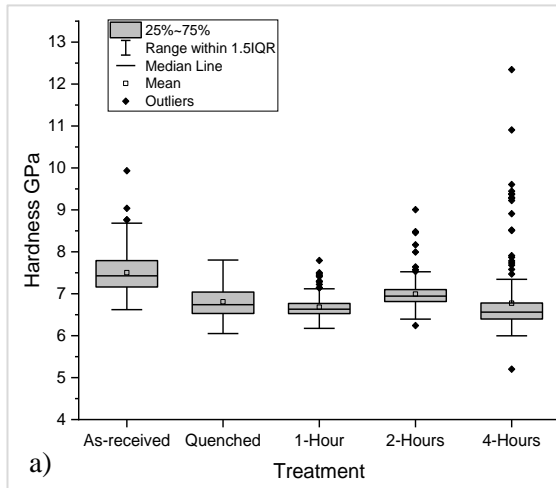 25%~75%
Range within 1.5IQR
Median Line
Mean
Outliers
13
12
11
10
9
8
7
6
5
4
Hardness GPa
As-received Quenched 1-Hour 2-Hours 4-Hours
a)
Treatment